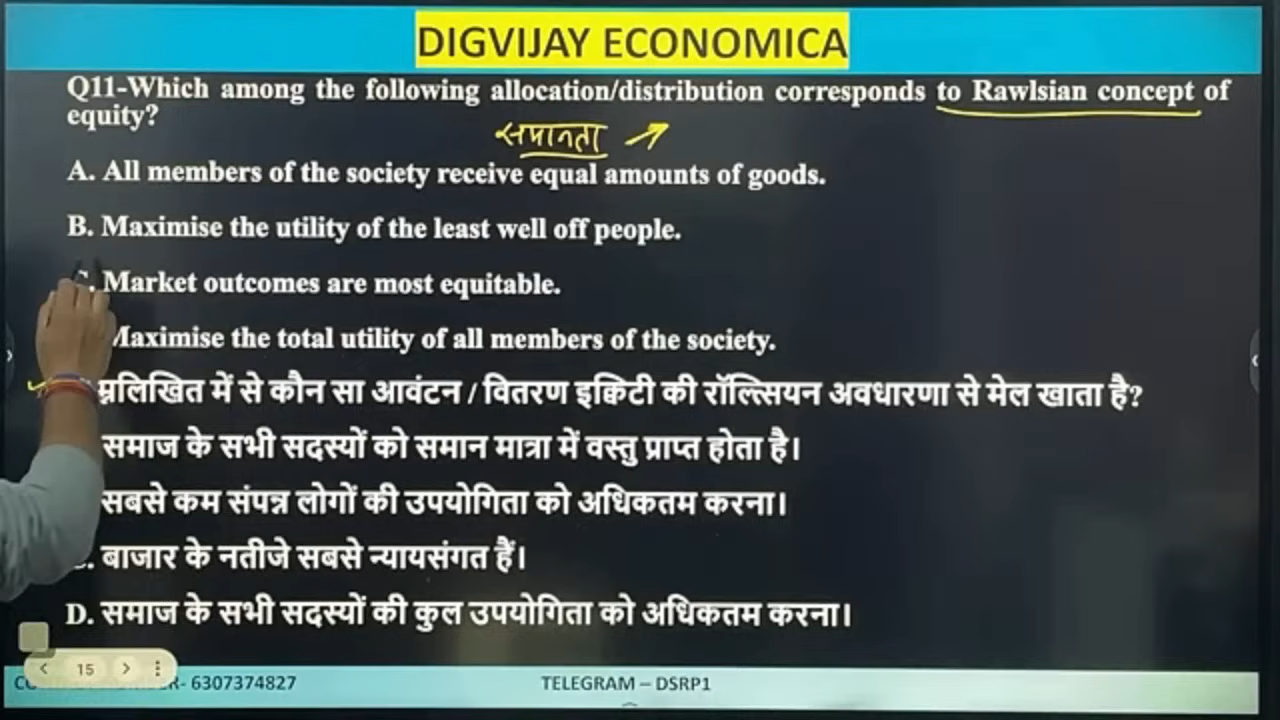 DIGVIJAY ECONOMICA
Q11-Which among the following allocation/distribution corresponds to Rawlsian concept of
equity?
समानता
A. All members of the society receive equal amounts of goods.
B. Maximise the utility of the least well off people.
Market outcomes are most equitable.
Maximise the total utility of all members of the society.
में से कौन सा आवंटन / वितरण इक्विटी की रॉल्सियन अवधारणा से मेल खाता है?
समाज के सभी सदस्यों को समान मात्रा में वस्तु प्राप्त होता है।
सबसे कम संपन्न लोगों की उपयोगिता को अधिकतम करना।
बाजार के नतीजे सबसे न्यायसंगत हैं।
D. समाज के सभी सदस्यों की कुल उपयोगिता को अधिकतम करना।
15
6307374827
TELEGRAM – DSRP1